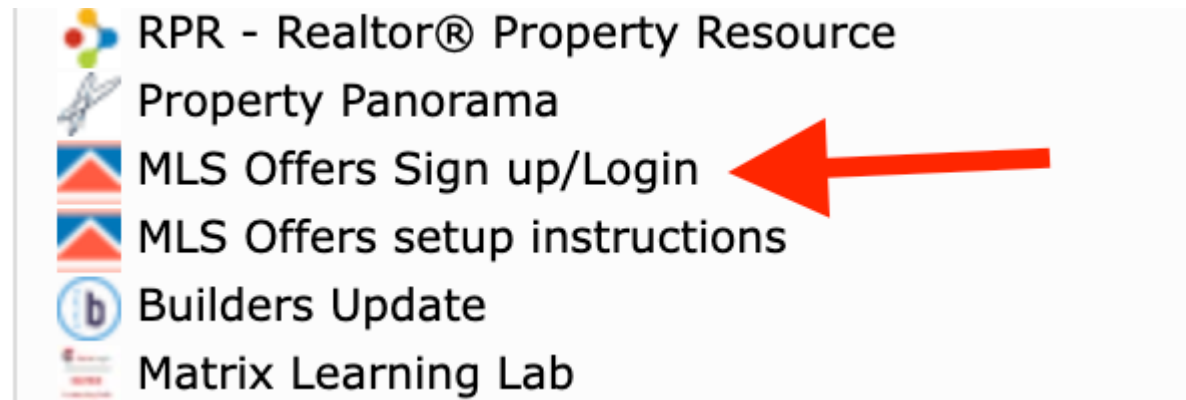 RPR - Realtor® Property Resource
Property Panorama
MLS Offers Sign up/Login
MLS Offers setup instructions
Builders Update
Matrix Learning Lab